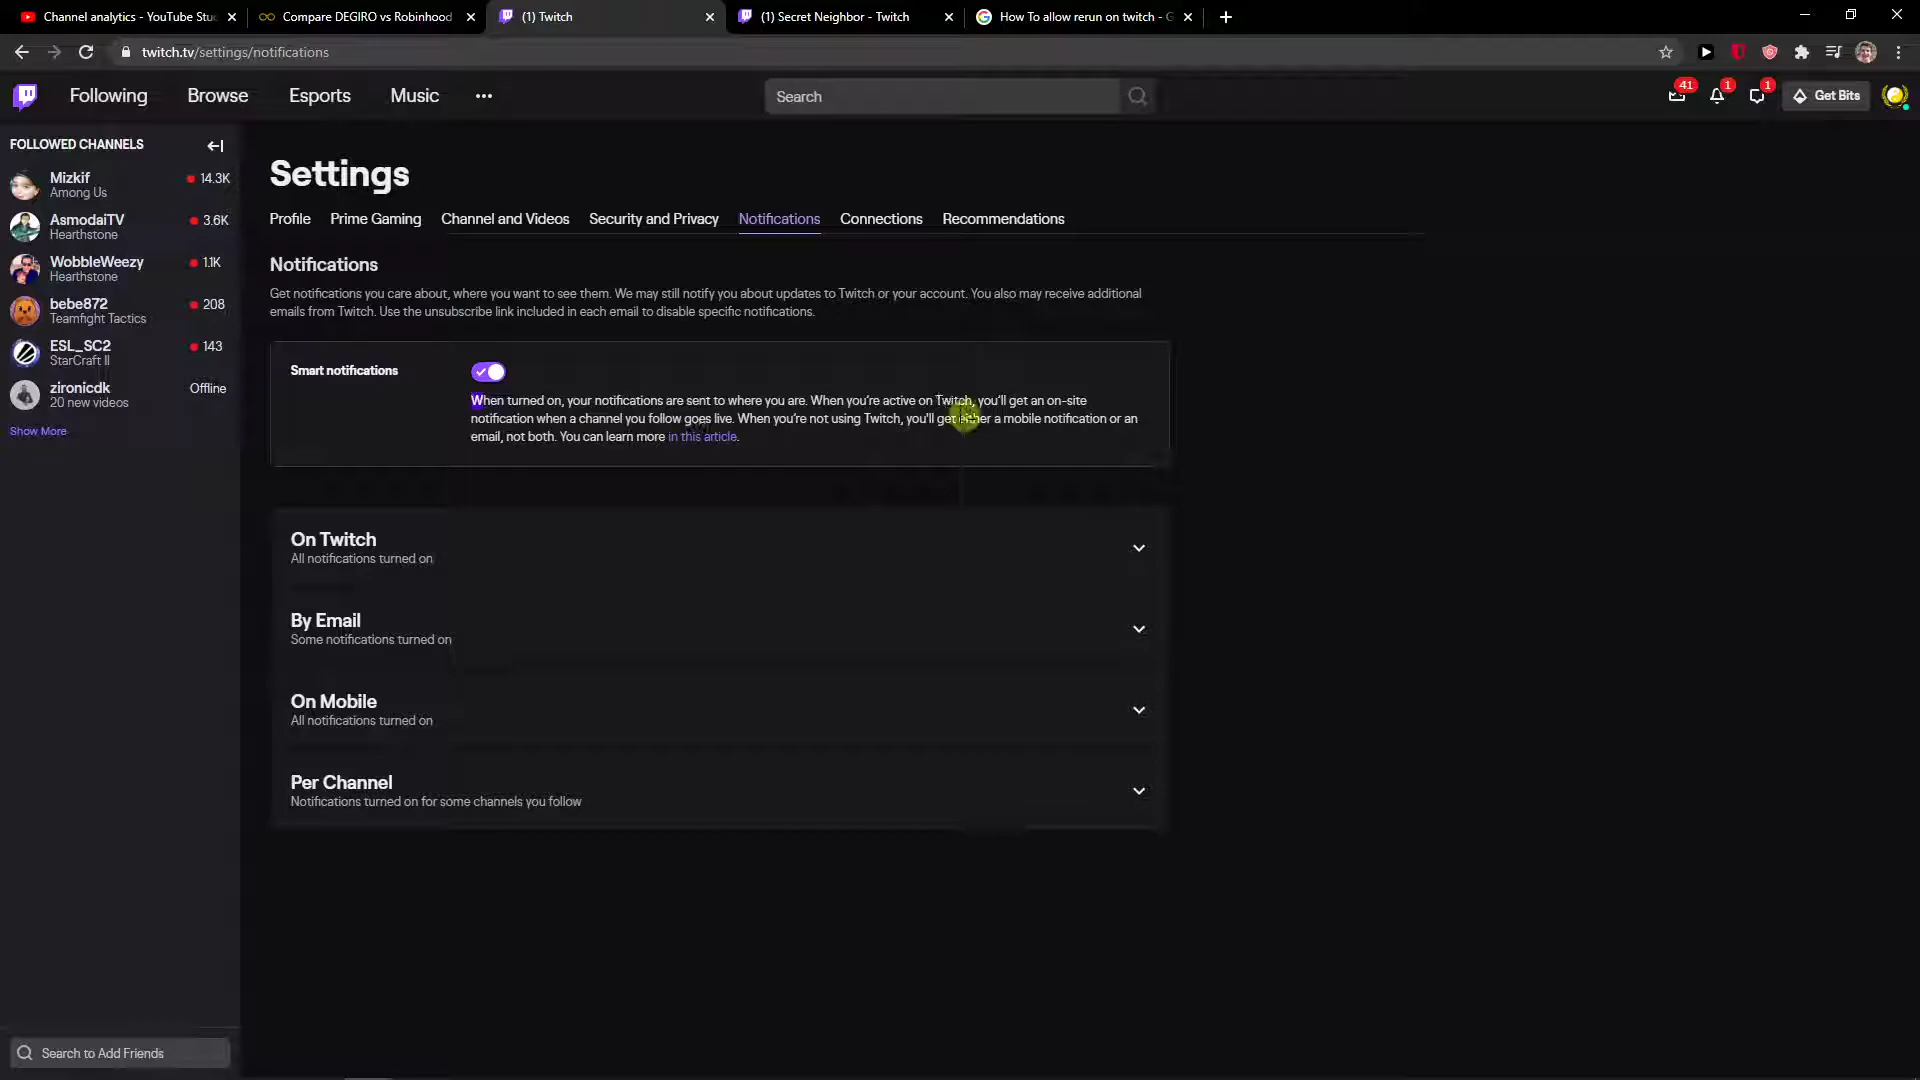 Channel analytics - YouTube Stu
Compare DEGIRO vs Robinhood
(1) Twitch
(1) Secret Neighbor - Twitch
How To allow rerun on twitch - G
twitch.tv/settings/notifications
Following
Browse
Esports
Music
Search
41
1
1
Get Bits
FOLLOWED CHANNELS
Mizkif
Among Us
14.3K
AsmodaiTV
Hearthstone
3.6K
WobbleWeezy
Hearthstone
1.1K
bebe872
Teamfight Tactics
208
ESL_SC2
StarCraft II
143
zironicdk
20 new videos
Offline
Show More
Search to Add Friends
Settings
Profile
Prime Gaming
Channel and Videos
Security and Privacy
Notifications
Connections
Recommendations
Notifications
Get notifications you care about, where you want to see them. We may still notify you about updates to Twitch or your account. You also may receive additional
emails from Twitch. Use the unsubscribe link included in each email to disable specific notifications.
Smart notifications
When turned on, your notifications are sent to where you are. When you're active on Twitch, you'll get an on-site
notification when a channel you follow goes live. When you're not using Twitch, you'll get either a mobile notification or an
email, not both. You can learn more in this article.
On Twitch
All notifications turned on
By Email
Some notifications turned on
On Mobile
All notifications turned on
Per Channel
Notifications turned on for some channels you follow